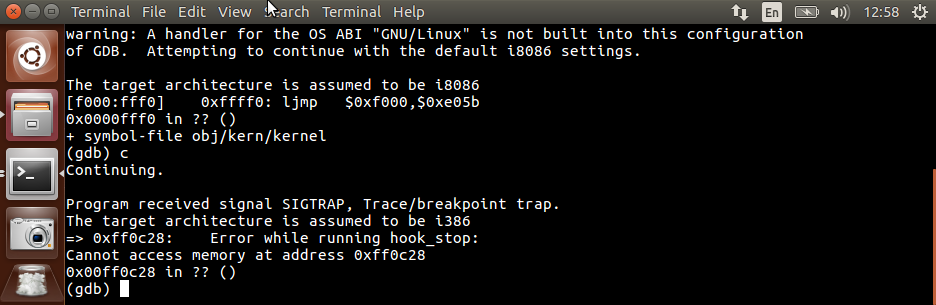 Terminal File Edit View Search Terminal Help En 12:58
warning: A handler for the OS ABI "GNU/Linux" is not built into this configuration
of GDB.  Attempting to continue with the default i8086 settings.
The target architecture is assumed to be i8086
[f000:fff0]    0xffff0: ljmp   $0xf000,$0xe05b
0x0000fff0 in ?? ()
+ symbol-file obj/kern/kernel
(gdb) c
Continuing.
Program received signal SIGTRAP, Trace/breakpoint trap.
The target architecture is assumed to be i386
=> 0xff0c28:    Error while running hook_stop:
Cannot access memory at address 0xff0c28
0x00ff0c28 in ?? ()
(gdb)